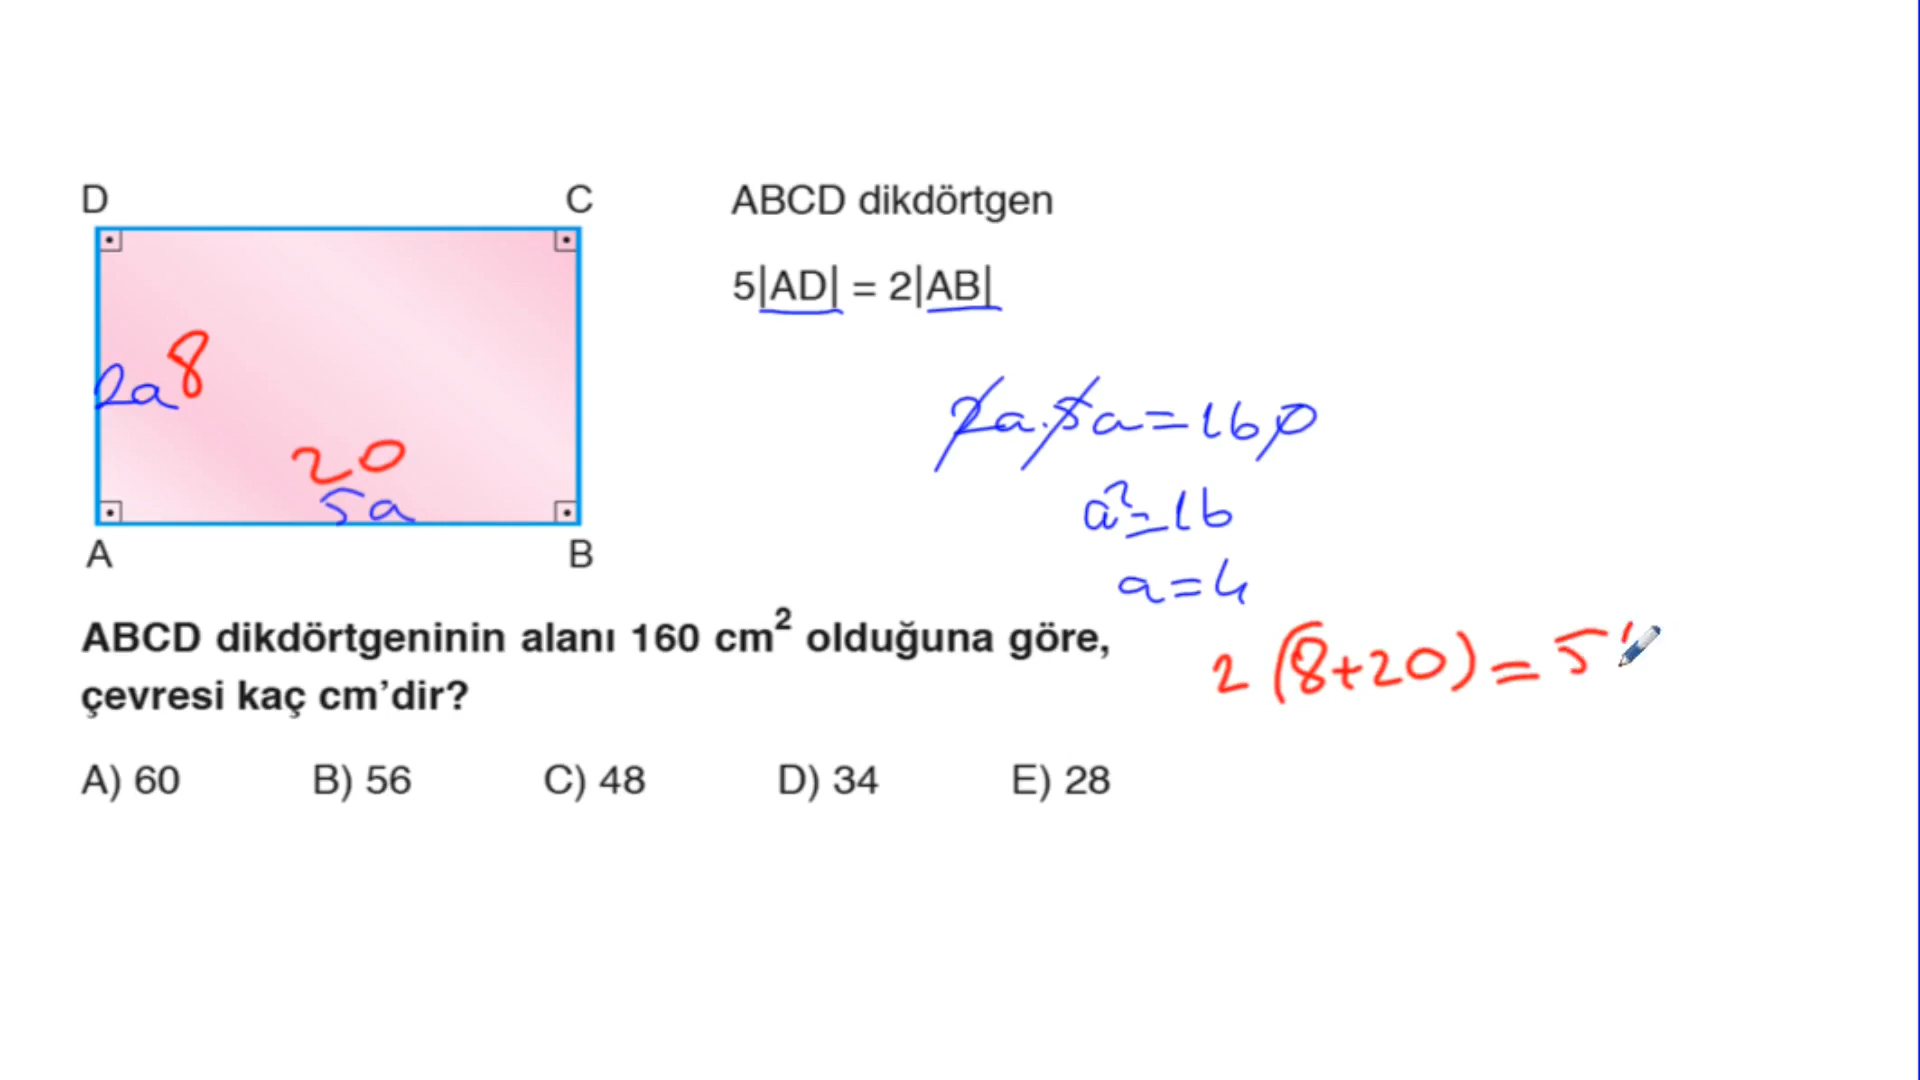 D C
ABCD dikdörtgen
5|AD| = 2|AB|
2a 8
20
5a
A B
2a.5a=160
a²=16
a=4
ABCD dikdörtgeninin alanı 160 cm² olduğuna göre,
çevresi kaç cm'dir?
2(8+20)=5
A) 60 B) 56 C) 48 D) 34 E) 28